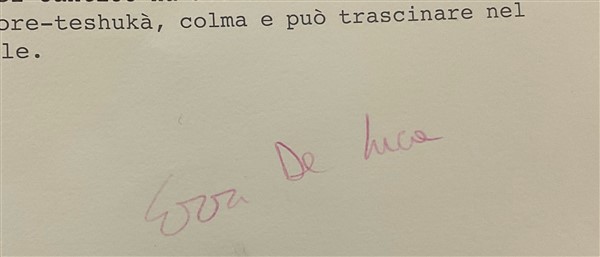 ore-teshukà, colma e può trascinare nel
le.
Erri De Luca